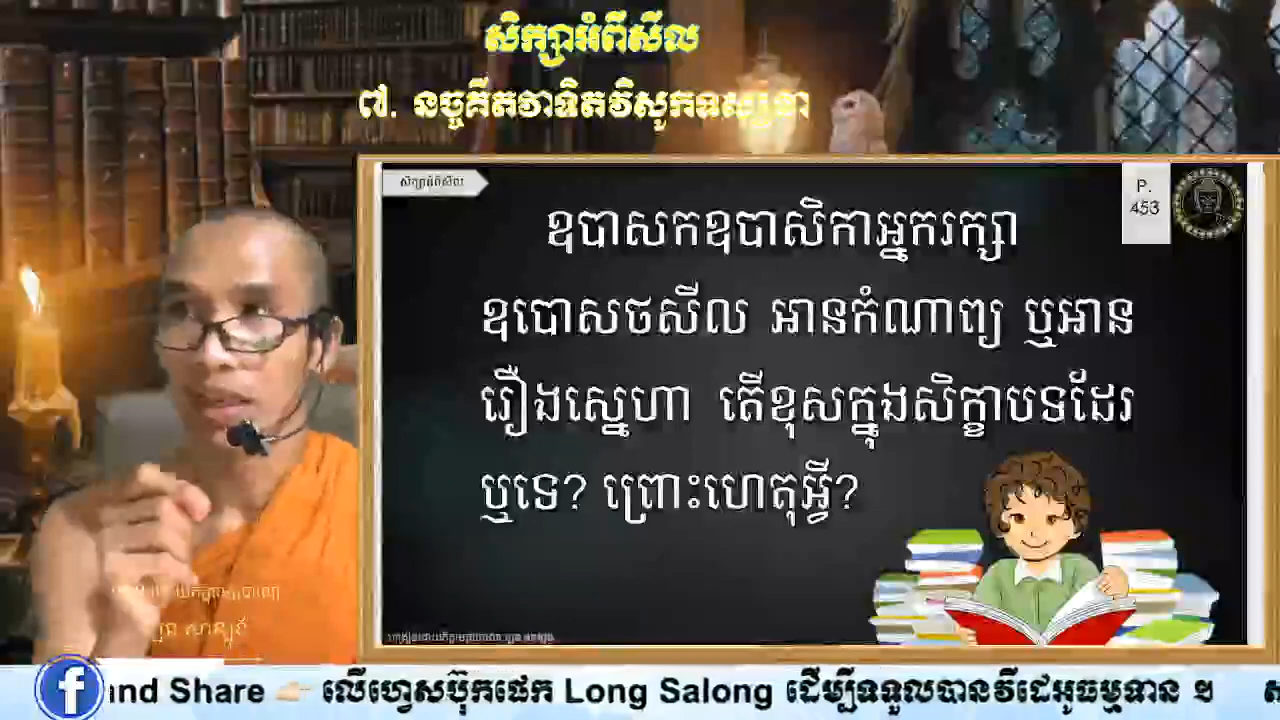 សិក្សាអំពីសីល
៧. នច្ចគីតវាទិតវិសូកទស្សនា
សិក្សាអំពីសីល
P.
453
ឧបាសកឧបាសិកាអ្នករក្សា
ឧបោសថសីល អានកំណាព្យ ឬអាន
រឿងស្នេហា តើខុសក្នុងសិក្ខាបទដែរ
ឬទេ? ព្រោះហេតុអ្វី?
and Share 👉 លើហ្វេសប៊ុកផេក Long Salong ដើម្បីទទួលបានវីដេអូធម្មទាន ។